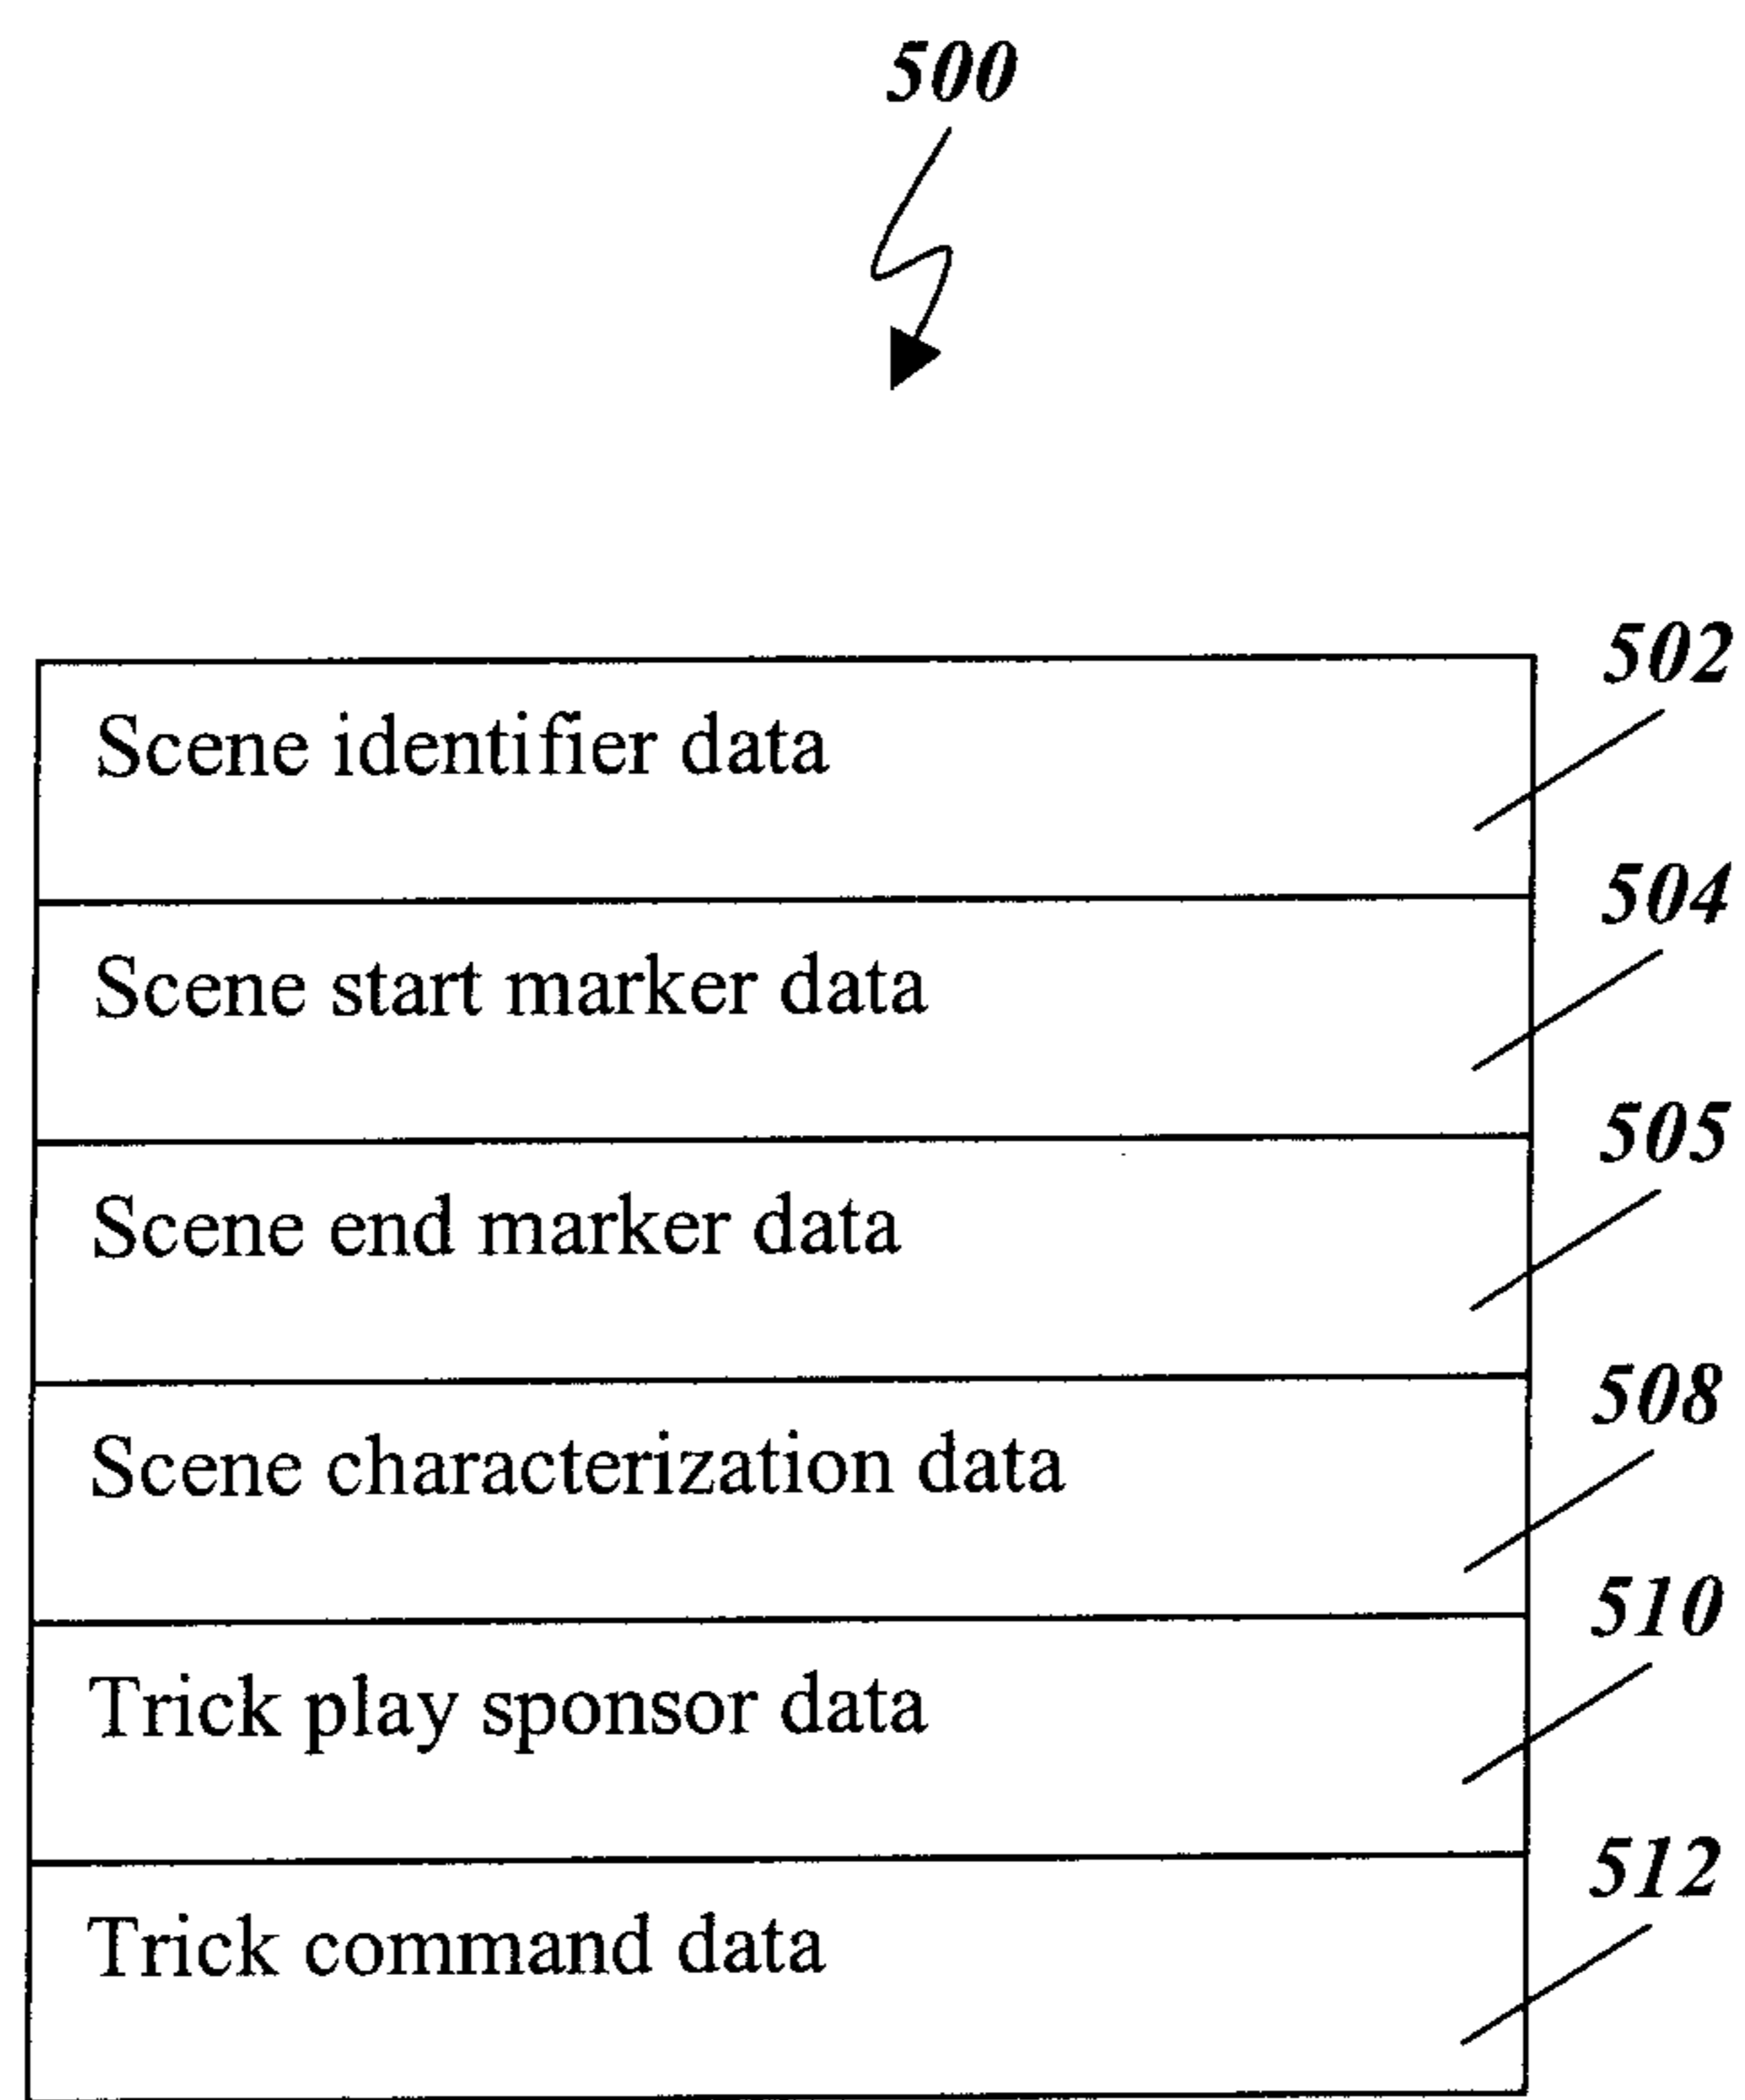 500
502
Scene identifier data
504
Scene start marker data
505
Scene end marker data
508
Scene characterization data
510
Trick play sponsor data
512
Trick command data